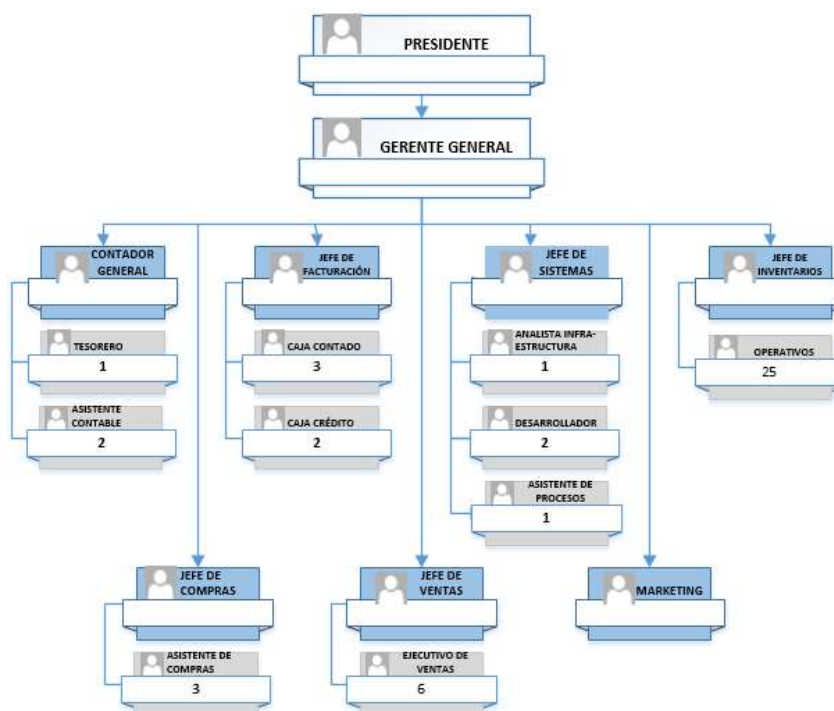 PRESIDENTE
GERENTE GENERAL
CONTADOR
GENERAL
TESORERO
1
ASISTENTE
CONTABLE
2
JEFE DE
FACTURACIÓN
CAJA CONTADO
3
CAJA CRÉDITO
2
JEFE DE
SISTEMAS
ANALISTA INFRA-
ESTRUCTURA
1
DESARROLLADOR
2
ASISTENTE DE
PROCESOS
1
JEFE DE
INVENTARIOS
OPERATIVOS
25
JEFE DE
COMPRAS
ASISTENTE DE
COMPRAS
3
JEFE DE
VENTAS
EJECUTIVO DE
VENTAS
6
MARKETING